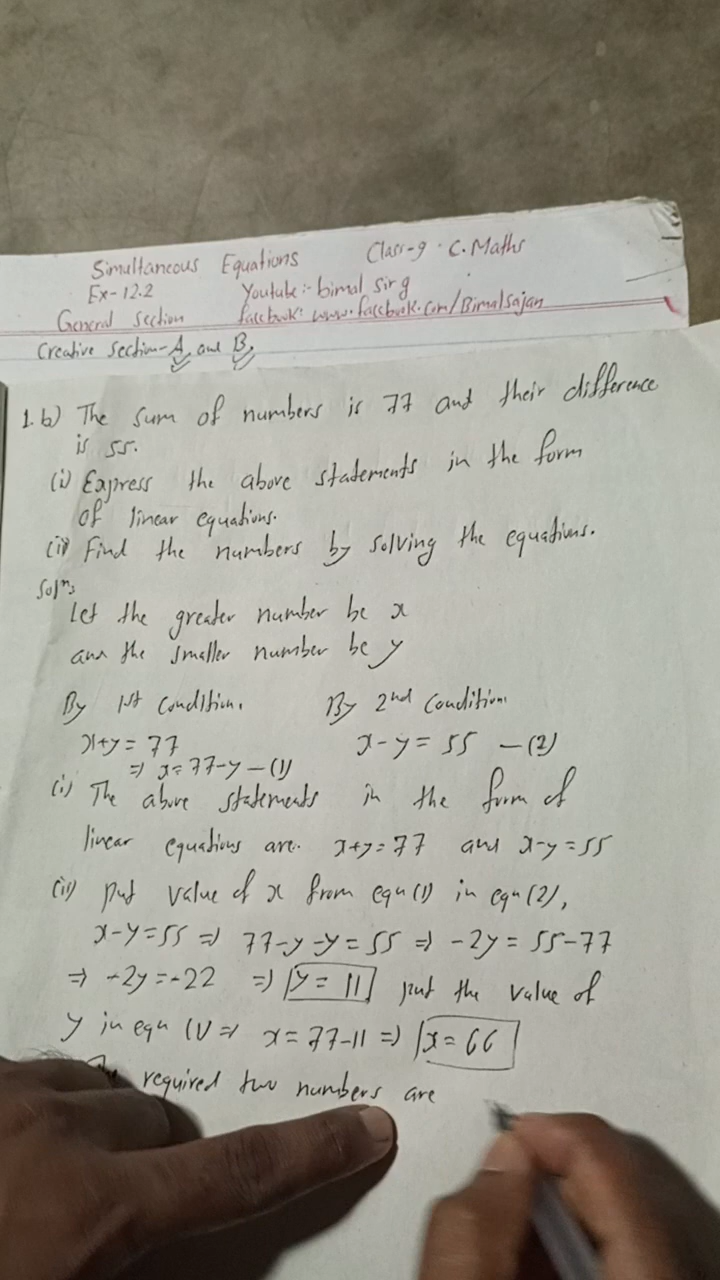 Simultaneous Equations Class-9 C. Maths
Ex-12.2 Youtube:- bimal sir g
General Section facebook: www.facebook.com/Bimalsajan
Creative section-A, and B,
1. b) The sum of numbers is 77 and their difference
is 55.
(i) Express the above statements in the form
of linear equations.
(ii) Find the numbers by solving the equations.
Solⁿ:
Let the greater number be x
and the smaller number be y
By 1st condition. By 2nd condition.
x+y = 77 x-y = 55 —(2)
⇒ x=77-y —(1)
(i) The above statements in the form of
linear equations are. x+y=77 and x-y=55
(ii) put value of x from eqn (1) in eqn (2),
x-y=55 ⇒ 77-y-y=55 ⇒ -2y = 55-77
⇒ -2y=-22 ⇒ y = 11 put the value of
y in eqn (1) ⇒ x = 77-11 ⇒ x = 66
required two numbers are